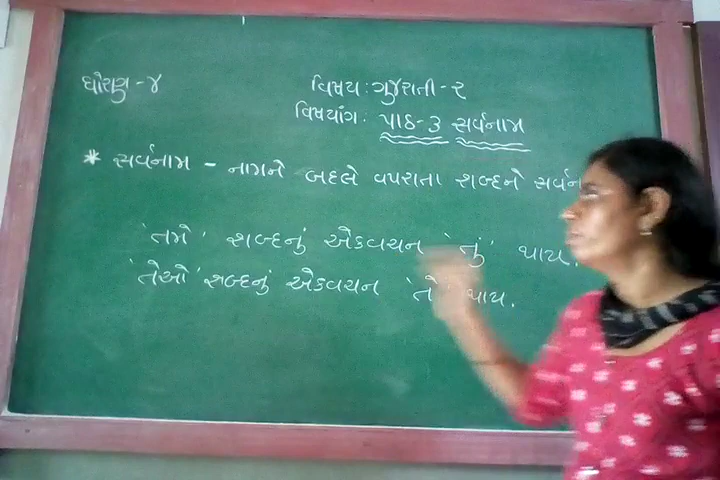 ધોરણ - ૪
વિષય : ગુજરાતી - ૨
વિષયાંગ : પાઠ - ૩ સર્વનામ
* સર્વનામ - નામને બદલે વપરાતા શબ્દને
'તમે' શબ્દનું એકવચન 'તું' થાય.
'તેઓ' શબ્દનું એકવચન 'તે' થાય.